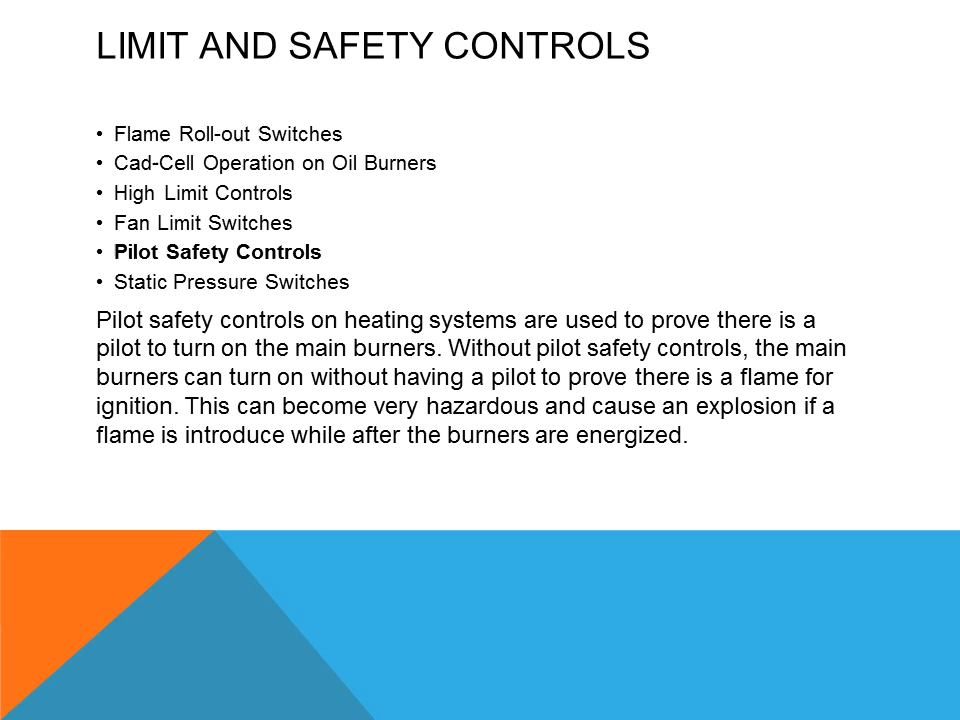 LIMIT AND SAFETY CONTROLS
• Flame Roll-out Switches
• Cad-Cell Operation on Oil Burners
• High Limit Controls
• Fan Limit Switches
• Pilot Safety Controls
• Static Pressure Switches
Pilot safety controls on heating systems are used to prove there is a
pilot to turn on the main burners. Without pilot safety controls, the main
burners can turn on without having a pilot to prove there is a flame for
ignition. This can become very hazardous and cause an explosion if a
flame is introduce while after the burners are energized.